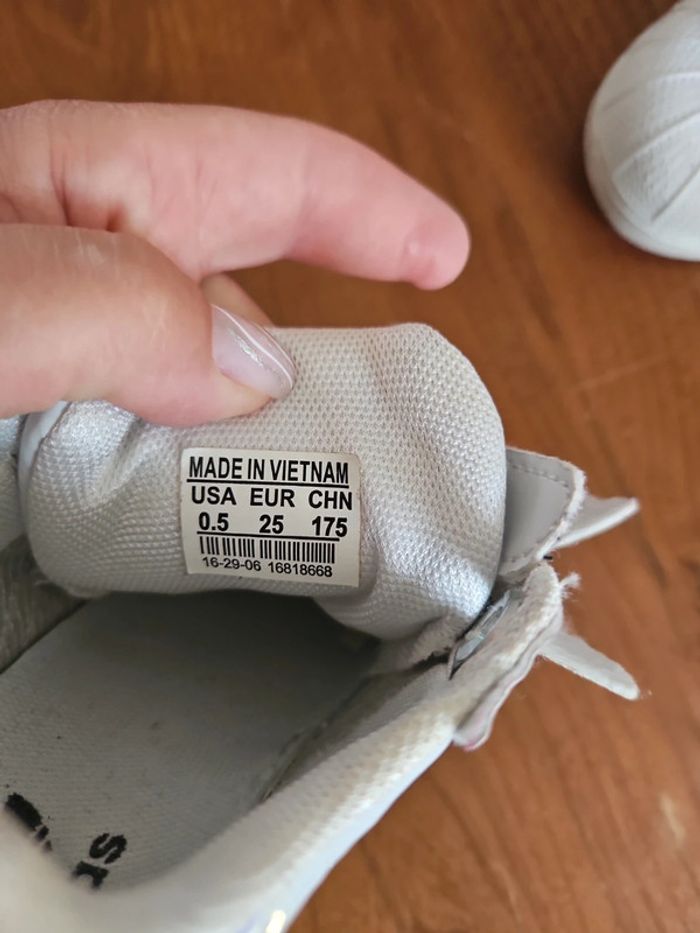 MADE IN VIETNAM
USA EUR CHN
0.5 25 175
16-29-06 16818668